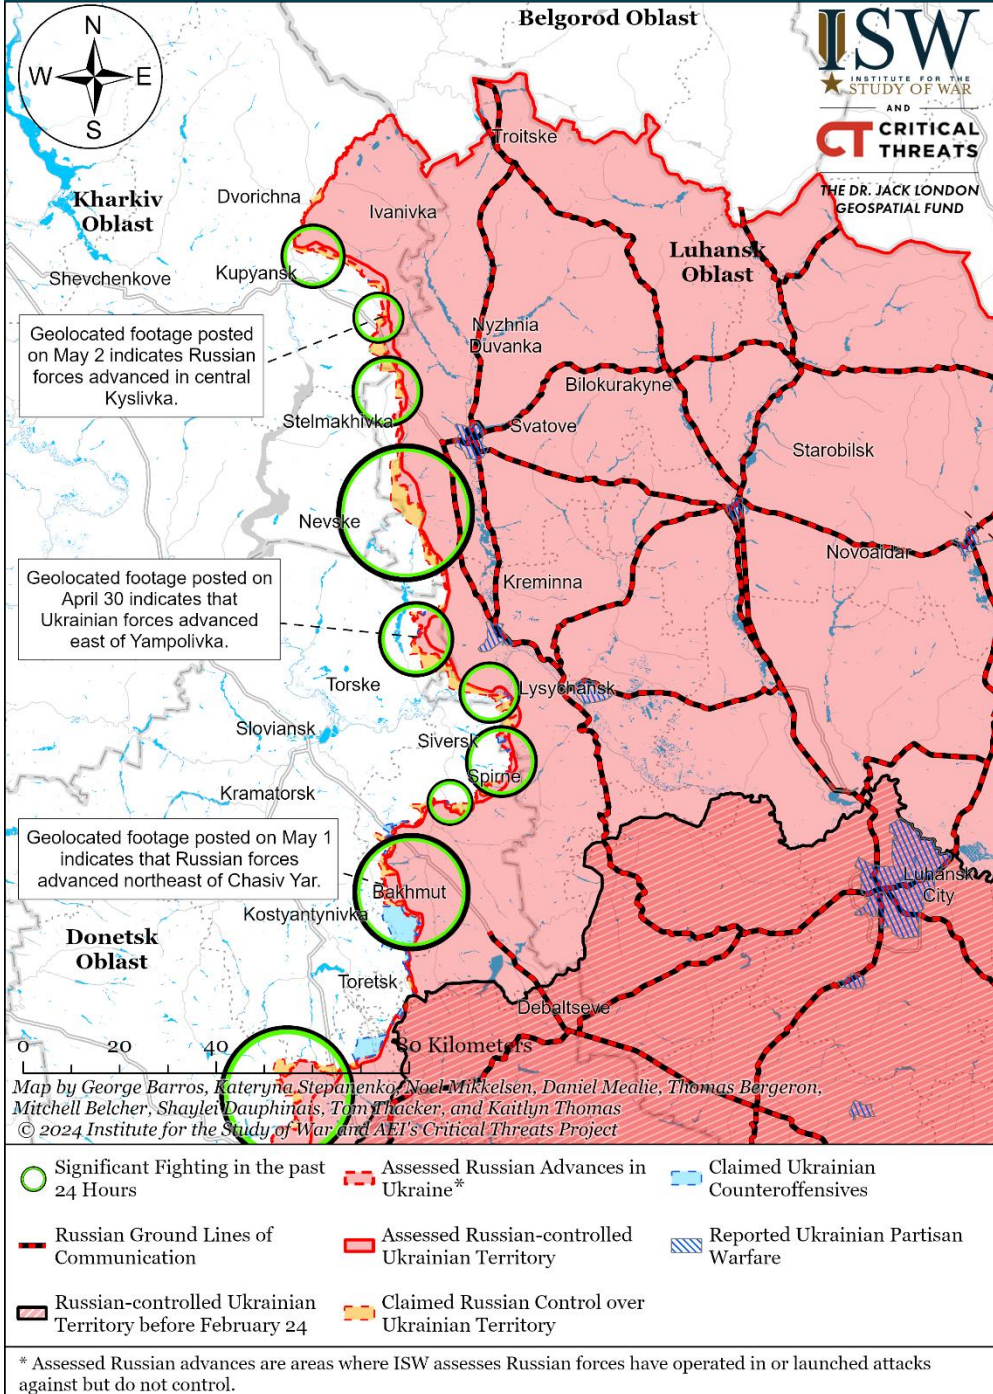 Belgorod Oblast
ISW
INSTITUTE FOR THE
STUDY OF WAR
AND
CT CRITICAL
THREATS
THE DR. JACK LONDON
GEOSPATIAL FUND
N
W E
S
Troitske
Kharkiv
Oblast
Dvorichna
Ivanivka
Luhansk
Oblast
Shevchenkove
Kupyansk
Geolocated footage posted
on May 2 indicates Russian
forces advanced in central
Kyslivka.
Nyzhnia
Duvanka
Bilokurakyne
Stelmakhivka
Svatove
Starobilsk
Nevske
Novoaidar
Geolocated footage posted on
April 30 indicates that
Ukrainian forces advanced
east of Yampolivka.
Kreminna
Torske
Lysychansk
Sloviansk
Siversk
Spirne
Kramatorsk
Geolocated footage posted on May 1
indicates that Russian forces
advanced northeast of Chasiv Yar.
Bakhmut
Luhansk
City
Kostyantynivka
Donetsk
Oblast
Toretsk
Debaltseve
0 20 40 80 Kilometers
Map by George Barros, Kateryna Stepanenko, Noel Mikkelsen, Daniel Mealie, Thomas Bergeron,
Mitchell Belcher, Shaylei Dauphinais, Tom Thacker, and Kaitlyn Thomas
© 2024 Institute for the Study of War and AEI's Critical Threats Project
Significant Fighting in the past
24 Hours
Assessed Russian Advances in
Ukraine*
Claimed Ukrainian
Counteroffensives
Russian Ground Lines of
Communication
Assessed Russian-controlled
Ukrainian Territory
Reported Ukrainian Partisan
Warfare
Russian-controlled Ukrainian
Territory before February 24
Claimed Russian Control over
Ukrainian Territory
* Assessed Russian advances are areas where ISW assesses Russian forces have operated in or launched attacks
against but do not control.